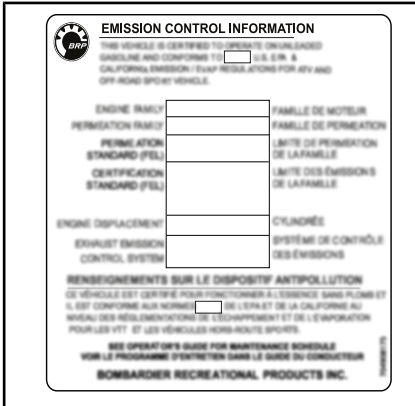 BRP
EMISSION CONTROL INFORMATION
THIS VEHICLE IS CERTIFIED TO OPERATE ON UNLEADED
GASOLINE AND CONFORMS TO U.S. EPA &
CALIFORNIA EMISSION / EVAP REGULATIONS FOR ATV AND
OFF-ROAD SPORT VEHICLE.
ENGINE FAMILY FAMILLE DE MOTEUR
PERMEATION FAMILY FAMILLE DE PERMEATION
PERMEATION LIMITE DE PERMEATION
STANDARD (FEL) DE LA FAMILLE
CERTIFICATION LIMITE DES ÉMISSIONS
STANDARD (FEL) DE LA FAMILLE
ENGINE DISPLACEMENT CYLINDRÉE
EXHAUST EMISSION SYSTÈME DE CONTRÔLE
CONTROL SYSTEM DES ÉMISSIONS
RENSEIGNEMENTS SUR LE DISPOSITIF ANTIPOLLUTION
CE VÉHICULE EST CERTIFIÉ POUR FONCTIONNER À L'ESSENCE SANS PLOMB ET
IL EST CONFORME AUX NORMES DE L'EPA ET DE LA CALIFORNIE AU
NIVEAU DES RÉGLEMENTATIONS DE L'ÉCHAPPEMENT ET DE L'ÉVAPORATION
POUR LES VTT ET LES VÉHICULES HORS-ROUTE SPORTS.
SEE OPERATOR'S GUIDE FOR MAINTENANCE SCHEDULE
VOIR LE PROGRAMME D'ENTRETIEN DANS LE GUIDE DU CONDUCTEUR
BOMBARDIER RECREATIONAL PRODUCTS INC.